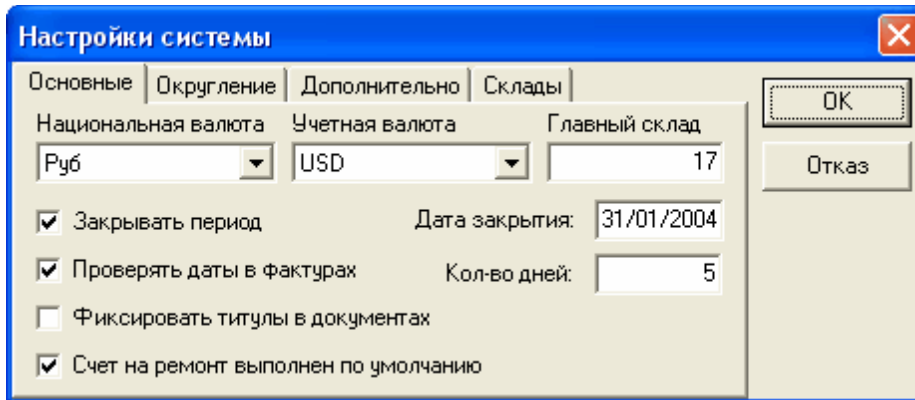 Настройки системы
Основные Округление Дополнительно Склады
OK
Национальная валюта Учетная валюта Главный склад
Руб USD 17
Отказ
Закрывать период Дата закрытия: 31/01/2004
Проверять даты в фактурах Кол-во дней: 5
Фиксировать титулы в документах
Счет на ремонт выполнен по умолчанию